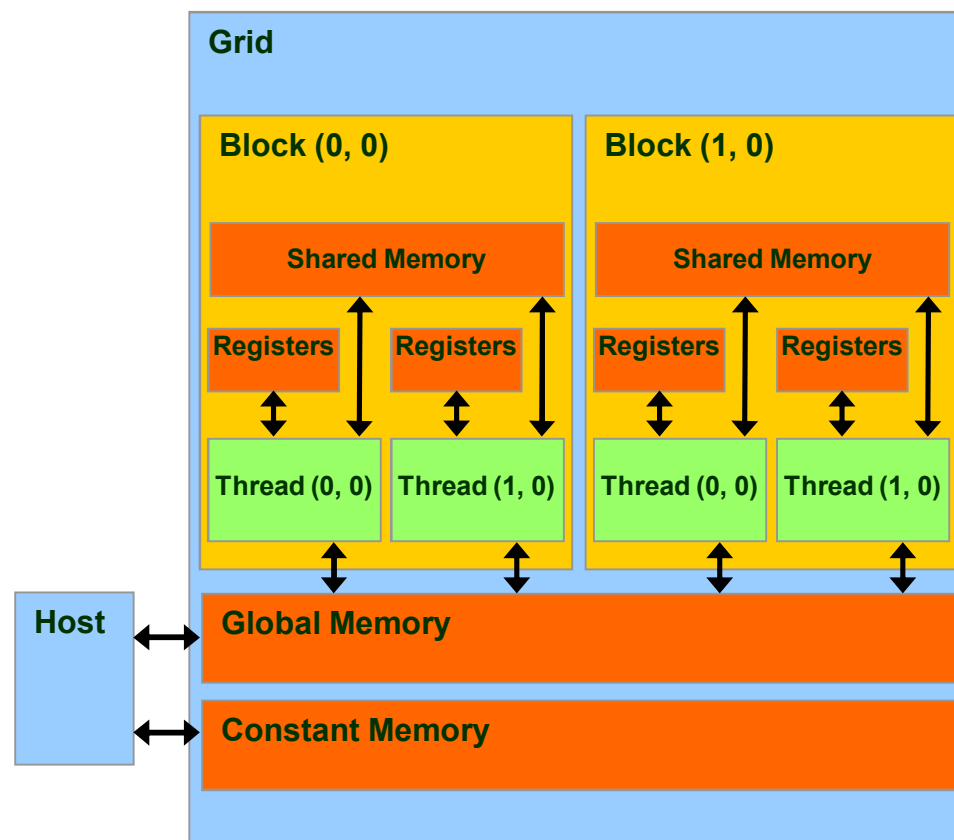 Grid
Block (0, 0)
Block (1, 0)
Shared Memory
Shared Memory
Registers
Registers
Registers
Registers
Thread (0, 0)
Thread (1, 0)
Thread (0, 0)
Thread (1, 0)
Host
Global Memory
Constant Memory